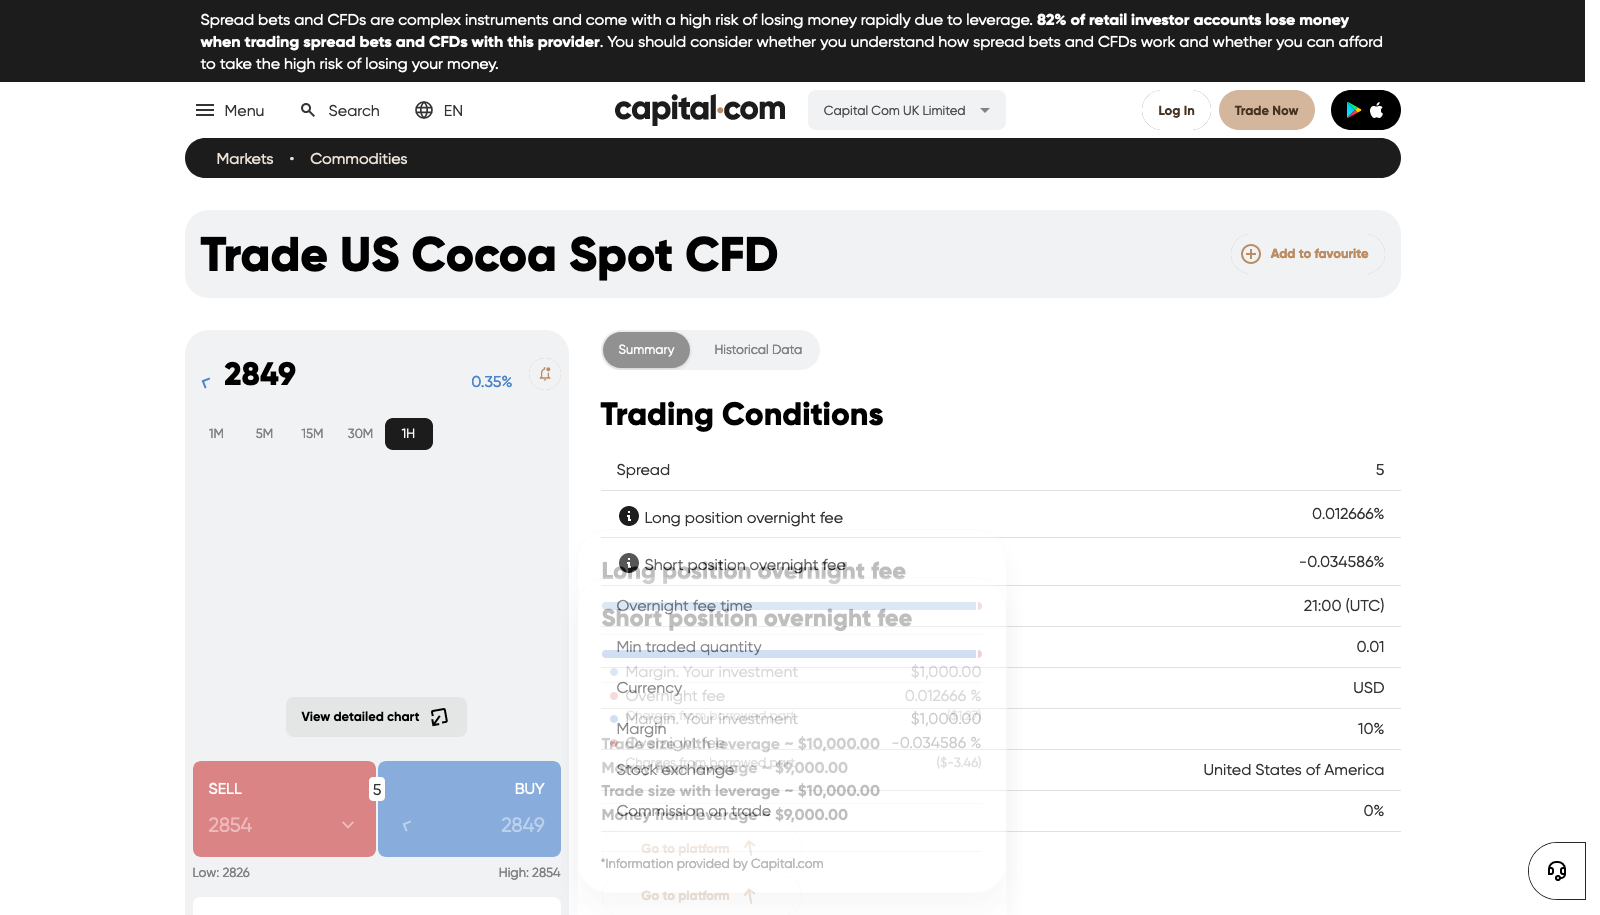 Spread bets and CFDs are complex instruments and come with a high risk of losing money rapidly due to leverage. 82% of retail investor accounts lose money
when trading spread bets and CFDs with this provider. You should consider whether you understand how spread bets and CFDs work and whether you can afford
to take the high risk of losing your money.
Menu
Search
EN
capital.com
Capital Com UK Limited
Log In
Trade Now
Markets • Commodities
Trade US Cocoa Spot CFD
Add to favourite
2849
0.35%
1M
5M
15M
30M
1H
View detailed chart
SELL
2854
5
BUY
2849
Low: 2826
High: 2854
Summary
Historical Data
Trading Conditions
Spread 5
Long position overnight fee 0.012666%
Short position overnight fee -0.034586%
Overnight fee time 21:00 (UTC)
Min traded quantity 0.01
Currency USD
Margin 10%
Stock exchange United States of America
Commission on trade 0%
*Information provided by Capital.com
Long position overnight fee
Margin. Your investment $1,000.00
Overnight fee 0.012666 %
Trade size with leverage ~ $10,000.00
Money from leverage ~ $9,000.00
Go to platform
Short position overnight fee
Margin. Your investment $1,000.00
Overnight fee -0.034586 %
Charges from borrowed part ($-3.46)
Trade size with leverage ~ $10,000.00
Money from leverage ~ $9,000.00
Go to platform